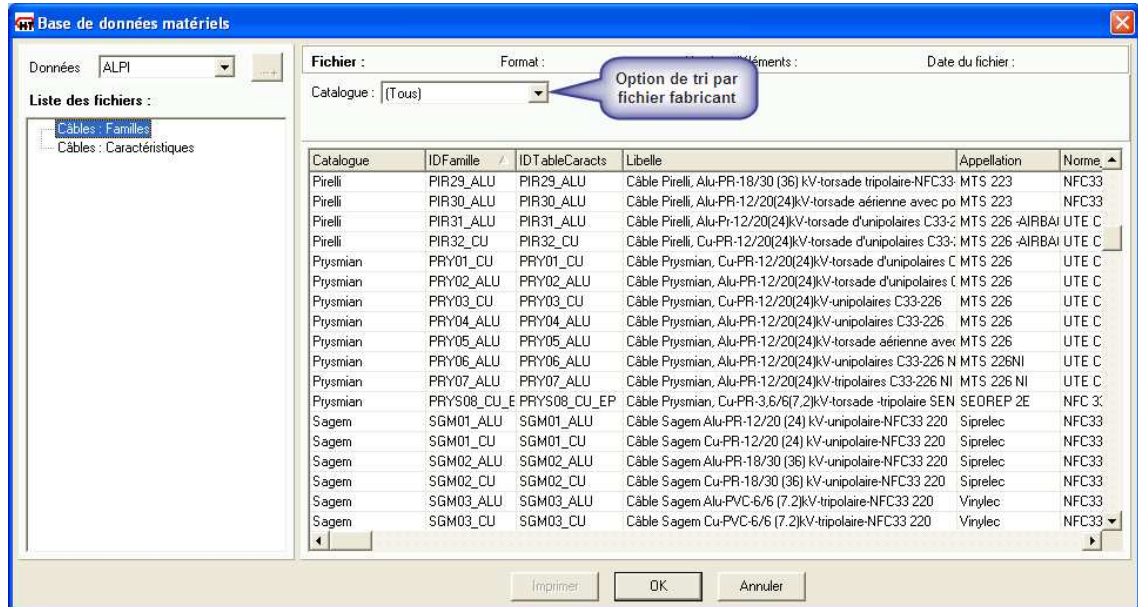 Base de données matériels
Données ALPI
Liste des fichiers :
Câbles : Familles
Câbles : Caractéristiques
Fichier : Format : éléments : Date du fichier :
Catalogue : (Tous)
Option de tri par
fichier fabricant
Catalogue IDFamille IDTableCaracts Libelle Appellation Norme_
Pirelli PIR29_ALU PIR29_ALU Câble Pirelli, Alu-PR-18/30 (36) kV-torsade tripolaire-NFC33- MTS 223 NFC33
Pirelli PIR30_ALU PIR30_ALU Câble Pirelli, Alu-PR-12/20(24)kV-torsade aérienne avec po MTS 223 NFC33
Pirelli PIR31_ALU PIR31_ALU Câble Pirelli, Alu-Pr-12/20(24)kV-torsade d'unipolaires C33-2 MTS 226 -AIRBA UTE C
Pirelli PIR32_CU PIR32_CU Câble Pirelli, Cu-PR-12/20(24)kV-torsade d'unipolaires C33- MTS 226 -AIRBA UTE C
Prysmian PRY01_CU PRY01_CU Câble Prysmian, Cu-PR-12/20(24)kV-torsade d'unipolaires C MTS 226 UTE C
Prysmian PRY02_ALU PRY02_ALU Câble Prysmian, Alu-PR-12/20(24)kV-torsade d'unipolaires MTS 226 UTE C
Prysmian PRY03_CU PRY03_CU Câble Prysmian, Cu-PR-12/20(24)kV-unipolaires C33-226 MTS 226 UTE C
Prysmian PRY04_ALU PRY04_ALU Câble Prysmian, Alu-PR-12/20(24)kV-unipolaires C33-226 MTS 226 UTE C
Prysmian PRY05_ALU PRY05_ALU Câble Prysmian, Alu-PR-12/20(24)kV-torsade aérienne avec MTS 226 UTE C
Prysmian PRY06_ALU PRY06_ALU Câble Prysmian, Alu-PR-12/20(24)kV-unipolaires C33-226 N MTS 226NI UTE C
Prysmian PRY07_ALU PRY07_ALU Câble Prysmian, Alu-PR-12/20(24)kV-tripolaires C33-226 NI MTS 226 NI UTE C
Prysmian PRYS08_CU_E PRYS08_CU_EP Câble Prysmian, Cu-PR-3,6/6(7,2)kV-torsade -tripolaire SEN SEOREP 2E NFC 3
Sagem SGM01_ALU SGM01_ALU Câble Sagem Alu-PR-12/20 (24) kV-unipolaire-NFC33 220 Siprelec NFC33
Sagem SGM01_CU SGM01_CU Câble Sagem Cu-PR-12/20 (24) kV-unipolaire-NFC33 220 Siprelec NFC33
Sagem SGM02_ALU SGM02_ALU Câble Sagem Alu-PR-18/30 (36) kV-unipolaire-NFC33 220 Siprelec NFC33
Sagem SGM02_CU SGM02_CU Câble Sagem Cu-PR-18/30 (36) kV-unipolaire-NFC33 220 Siprelec NFC33
Sagem SGM03_ALU SGM03_ALU Câble Sagem Alu-PVC-6/6 (7.2)kV-tripolaire-NFC33 220 Vinylec NFC33
Sagem SGM03_CU SGM03_CU Câble Sagem Cu-PVC-6/6 (7.2)kV-tripolaire-NFC33 220 Vinylec NFC33
Imprimer OK Annuler